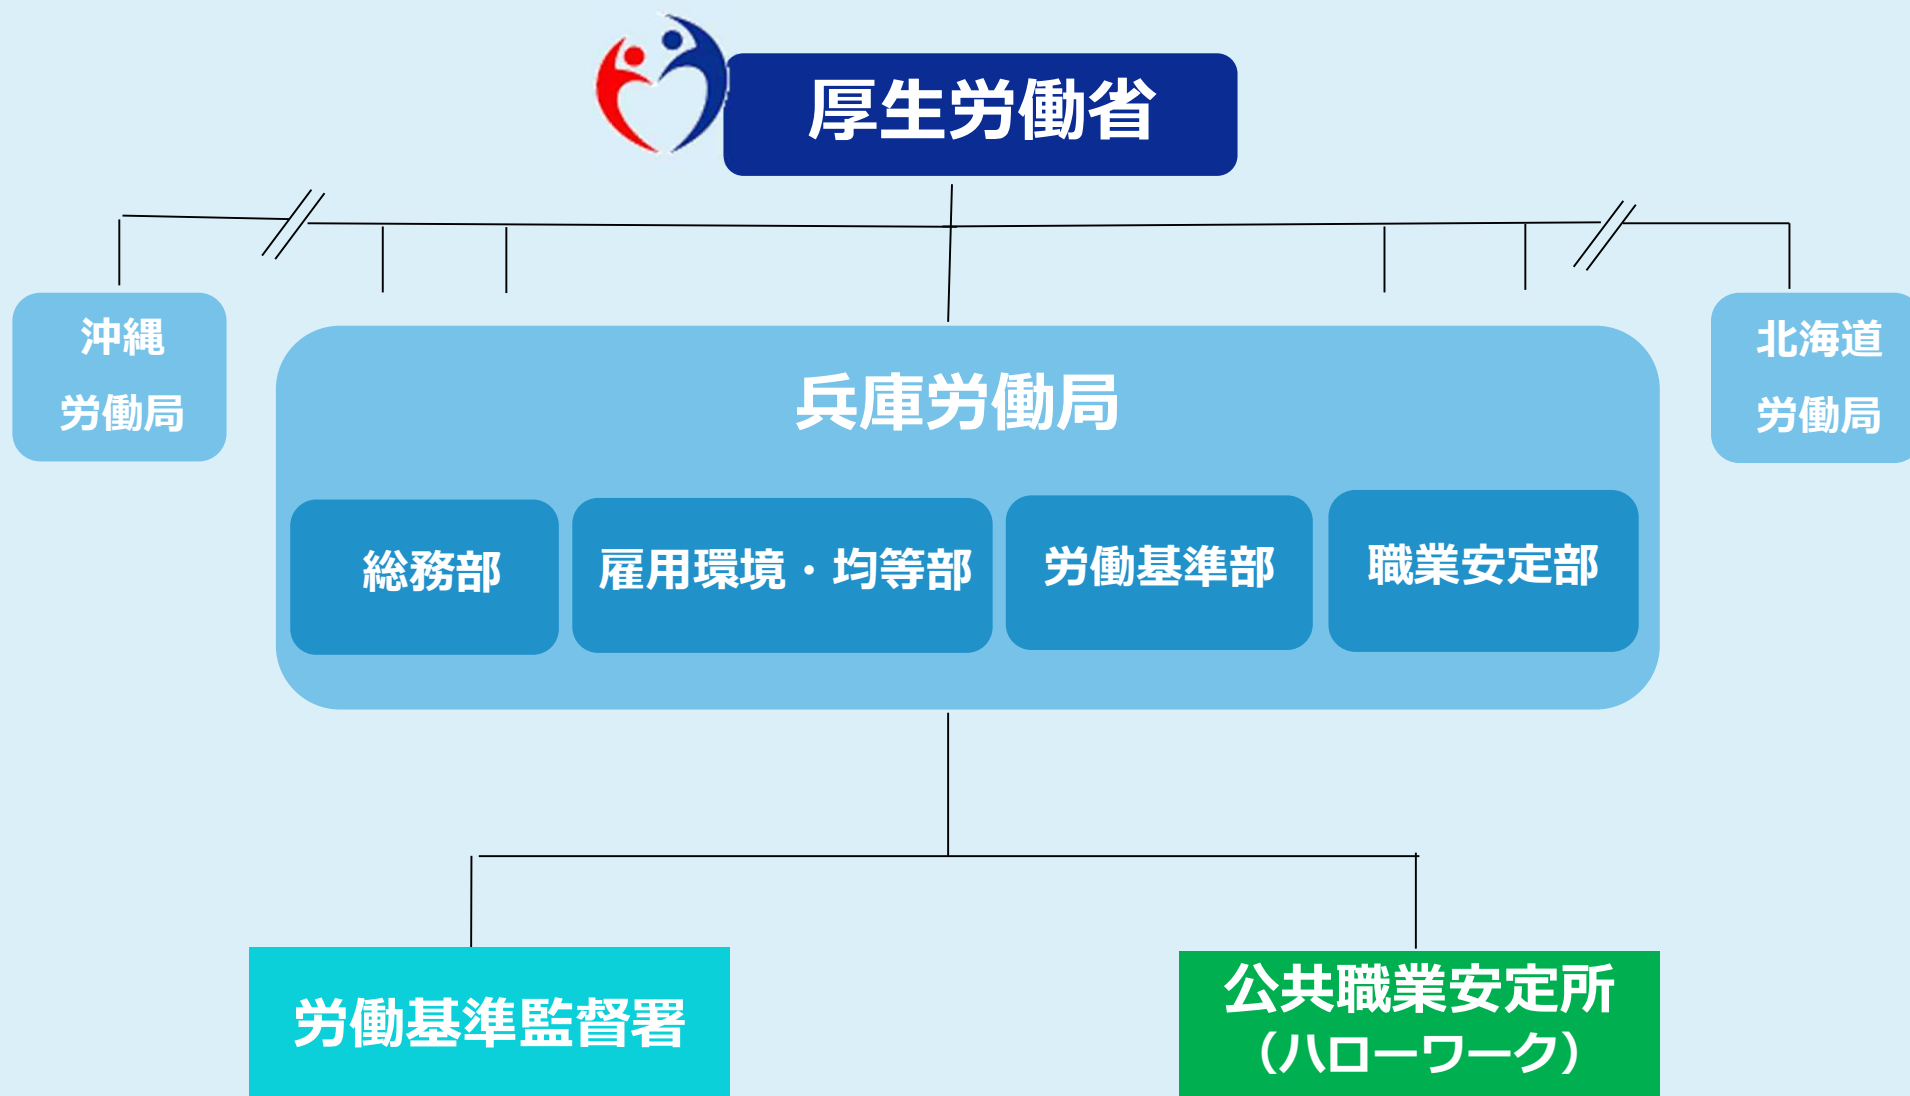 厚生労働省
沖縄
労働局
兵庫労働局
北海道
労働局
総務部
雇用環境・均等部
労働基準部
職業安定部
労働基準監督署
公共職業安定所
（ハローワーク）